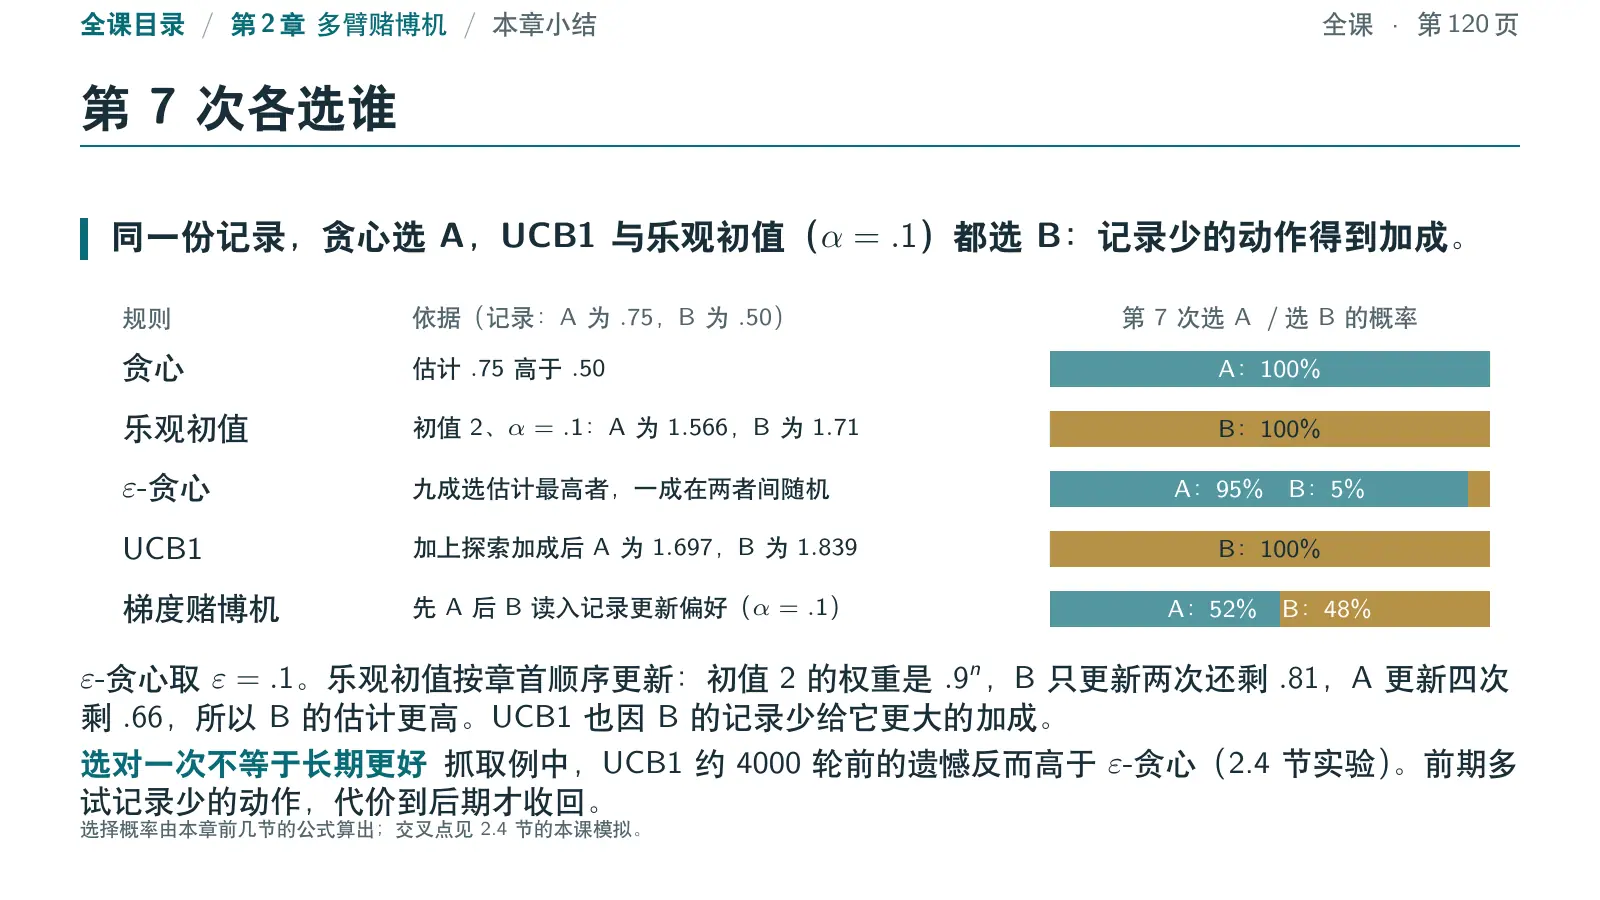 全课目录 / 第2章 多臂赌博机 / 本章小结
全课 · 第120页
第 7 次各选谁
同一份记录，贪心选 A，UCB1 与乐观初值（α = .1）都选 B：记录少的动作得到加成。
规则 依据（记录：A 为 .75，B 为 .50） 第 7 次选 A / 选 B 的概率
贪心 估计 .75 高于 .50 A：100%
乐观初值 初值 2、α = .1：A 为 1.566，B 为 1.71 B：100%
ε-贪心 九成选估计最高者，一成在两者间随机 A：95% B：5%
UCB1 加上探索加成后 A 为 1.697，B 为 1.839 B：100%
梯度赌博机 先 A 后 B 读入记录更新偏好（α = .1） A：52% B：48%
ε-贪心取 ε = .1。乐观初值按章首顺序更新：初值 2 的权重是 .9ⁿ，B 只更新两次还剩 .81，A 更新四次
剩 .66，所以 B 的估计更高。UCB1 也因 B 的记录少给它更大的加成。
选对一次不等于长期更好 抓取例中，UCB1 约 4000 轮前的遗憾反而高于 ε-贪心（2.4 节实验）。前期多
试记录少的动作，代价到后期才收回。
选择概率由本章前几节的公式算出；交叉点见 2.4 节的本课模拟。